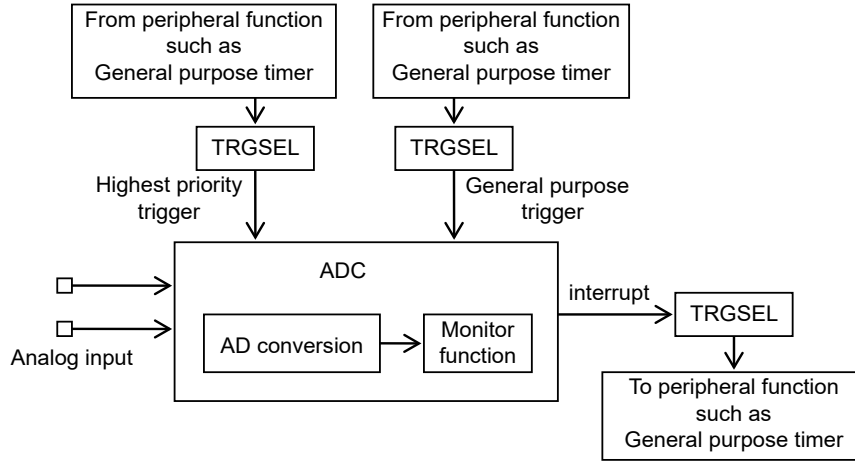 From peripheral function
such as
General purpose timer
From peripheral function
such as
General purpose timer
TRGSEL
TRGSEL
Highest priority
trigger
General purpose
trigger
ADC
interrupt
TRGSEL
AD conversion
Monitor
function
Analog input
To peripheral function
such as
General purpose timer